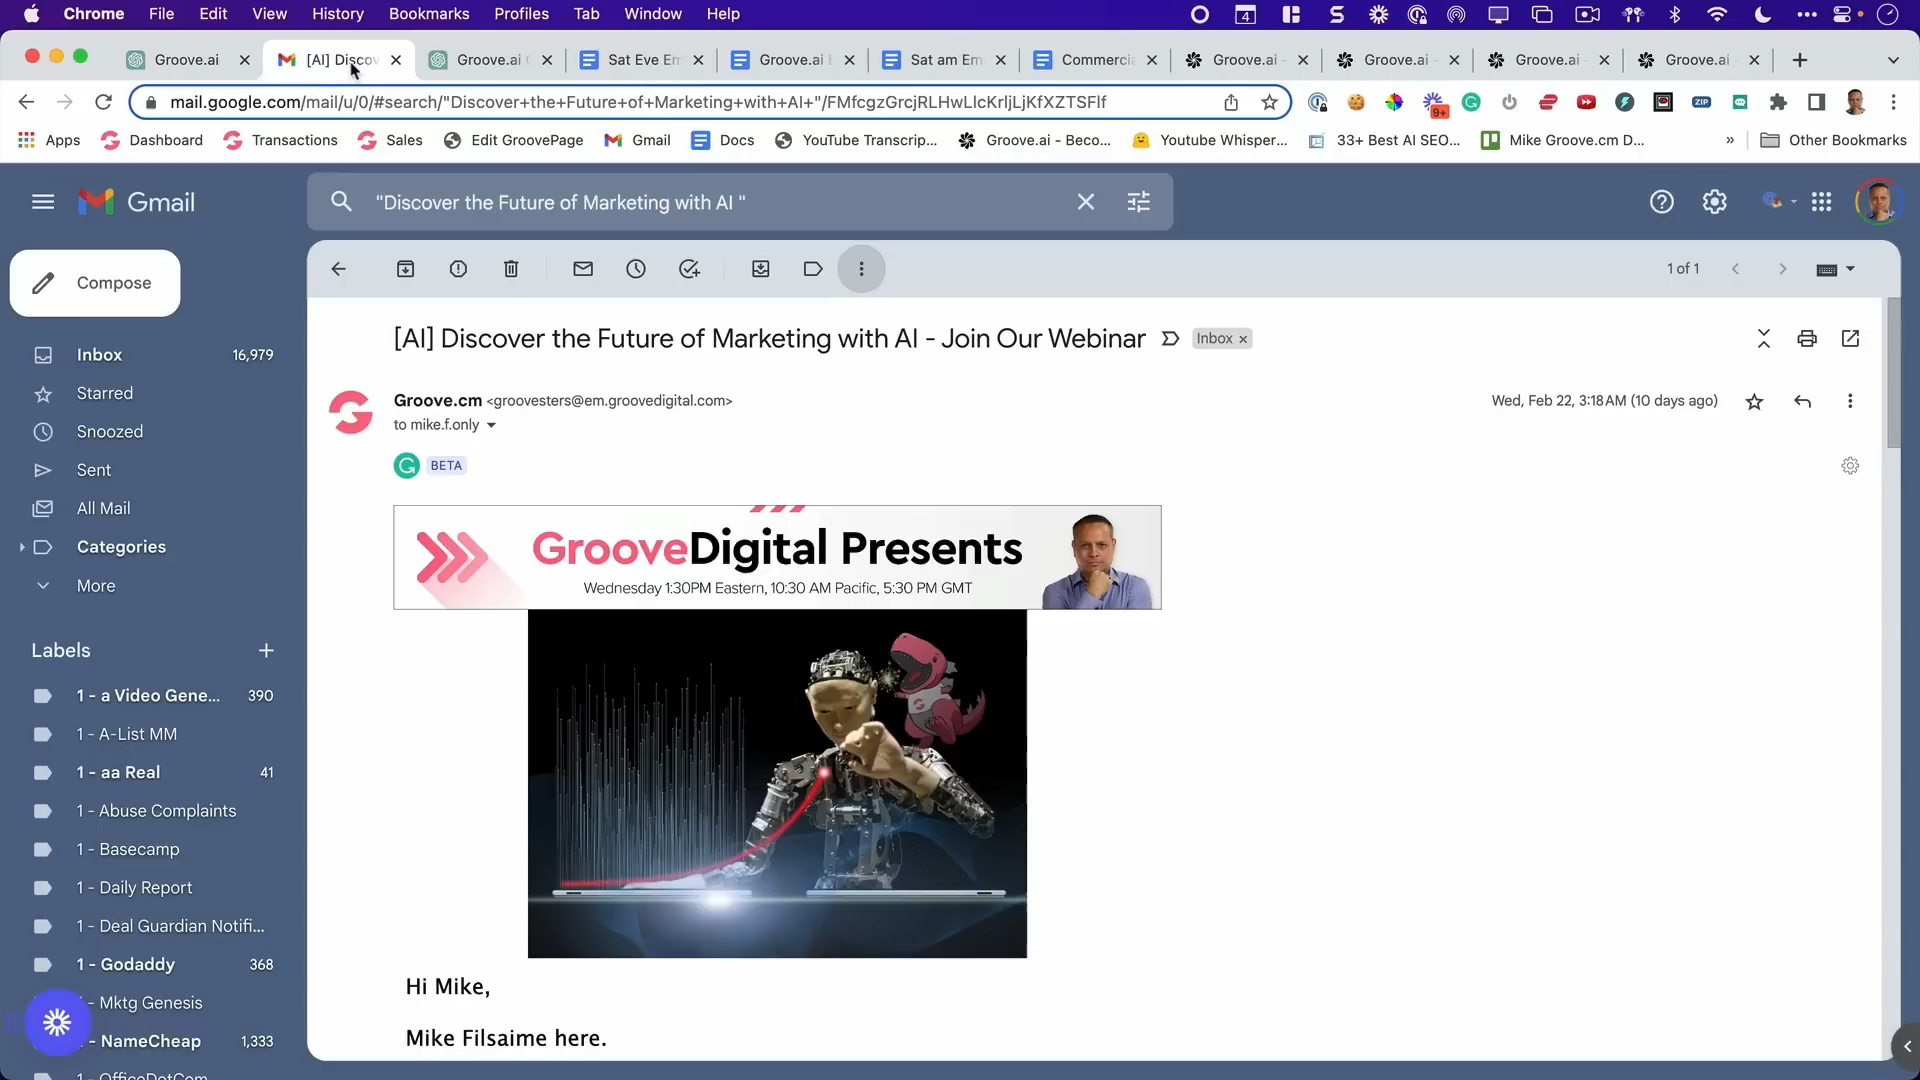 Chrome File Edit View History Bookmarks Profiles Tab Window Help
4
Groove.ai
[AI] Discov
Groove.ai
Sat Eve Em
Groove.ai
Sat am Em
Commercia
Groove.ai -
Groove.ai -
Groove.ai -
Groove.ai -
mail.google.com/mail/u/0/#search/"Discover+the+Future+of+Marketing+with+AI+"/FMfcgzGrcjRLHwLlcKrljLjKfXZTSFlf
9+
ZIP
Apps Dashboard Transactions Sales Edit GroovePage Gmail Docs YouTube Transcrip... Groove.ai - Beco... Youtube Whisper... 33+ Best AI SEO... Mike Groove.cm D... » Other Bookmarks
Gmail
"Discover the Future of Marketing with AI "
Compose
1 of 1
[AI] Discover the Future of Marketing with AI - Join Our Webinar
Inbox ×
Inbox 16,979
Starred
Snoozed
Sent
All Mail
Categories
More
Labels
1 - a Video Gene... 390
1 - A-List MM
1 - aa Real 41
1 - Abuse Complaints
1 - Basecamp
1 - Daily Report
1 - Deal Guardian Notifi...
1 - Godaddy 368
- Mktg Genesis
- NameCheap 1,333
- OfficeDotCom
Groove.cm <groovesters@em.groovedigital.com>
Wed, Feb 22, 3:18 AM (10 days ago)
to mike.f.only
BETA
GrooveDigital Presents
Wednesday 1:30PM Eastern, 10:30 AM Pacific, 5:30 PM GMT
Hi Mike,
Mike Filsaime here.